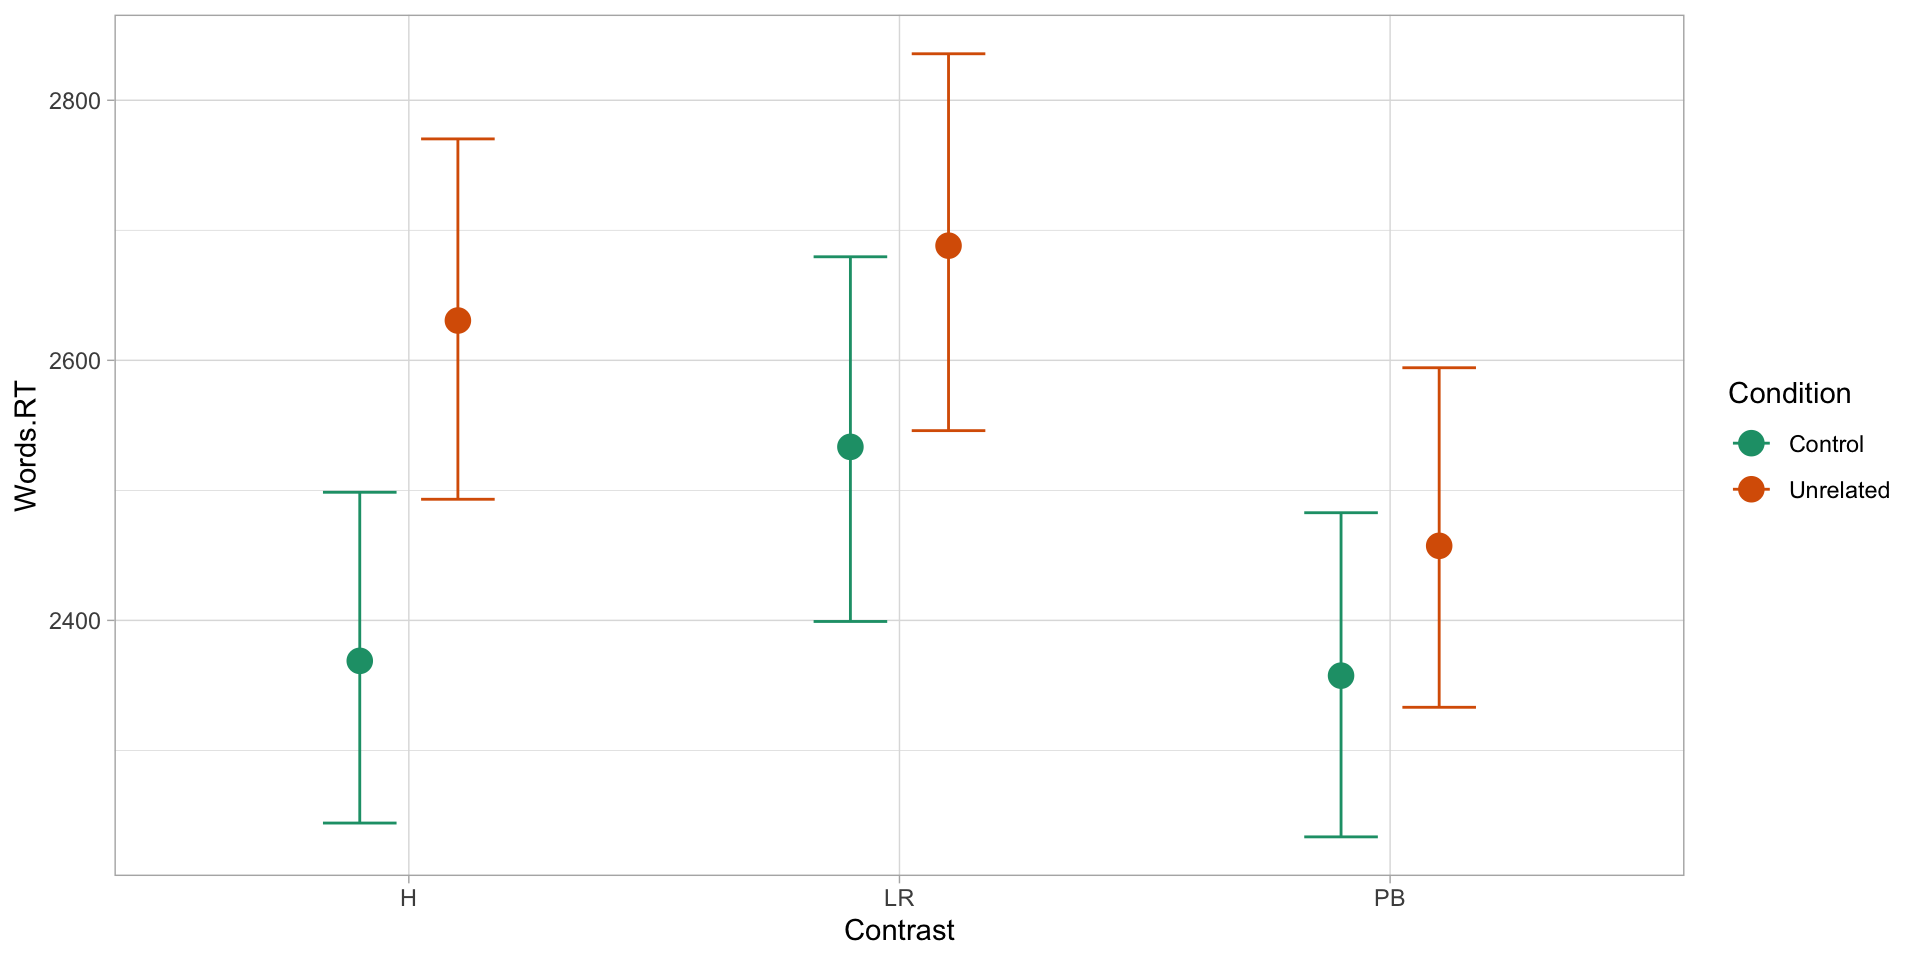 2800
2600
2400
Words.RT
H
LR
PB
Contrast
Condition
Control
Unrelated